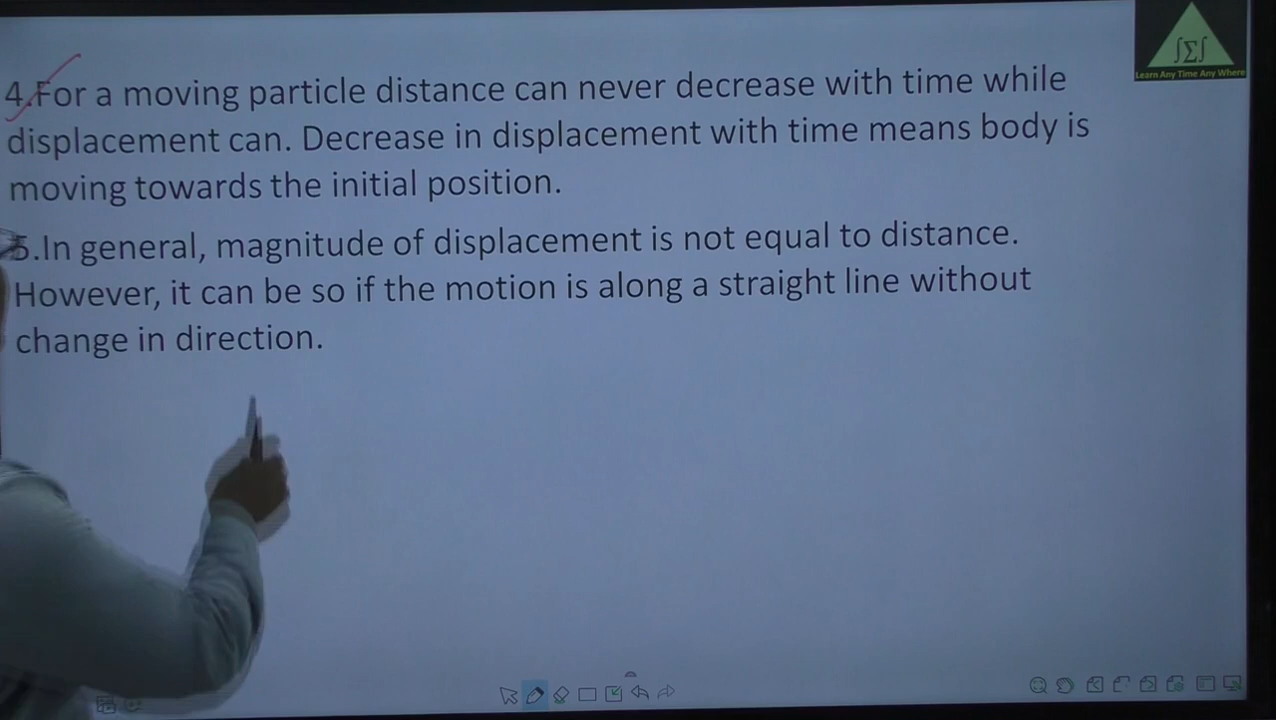 ∫Σ∫
Learn Any Time Any Where
4.For a moving particle distance can never decrease with time while
displacement can. Decrease in displacement with time means body is
moving towards the initial position.
5.In general, magnitude of displacement is not equal to distance.
However, it can be so if the motion is along a straight line without
change in direction.